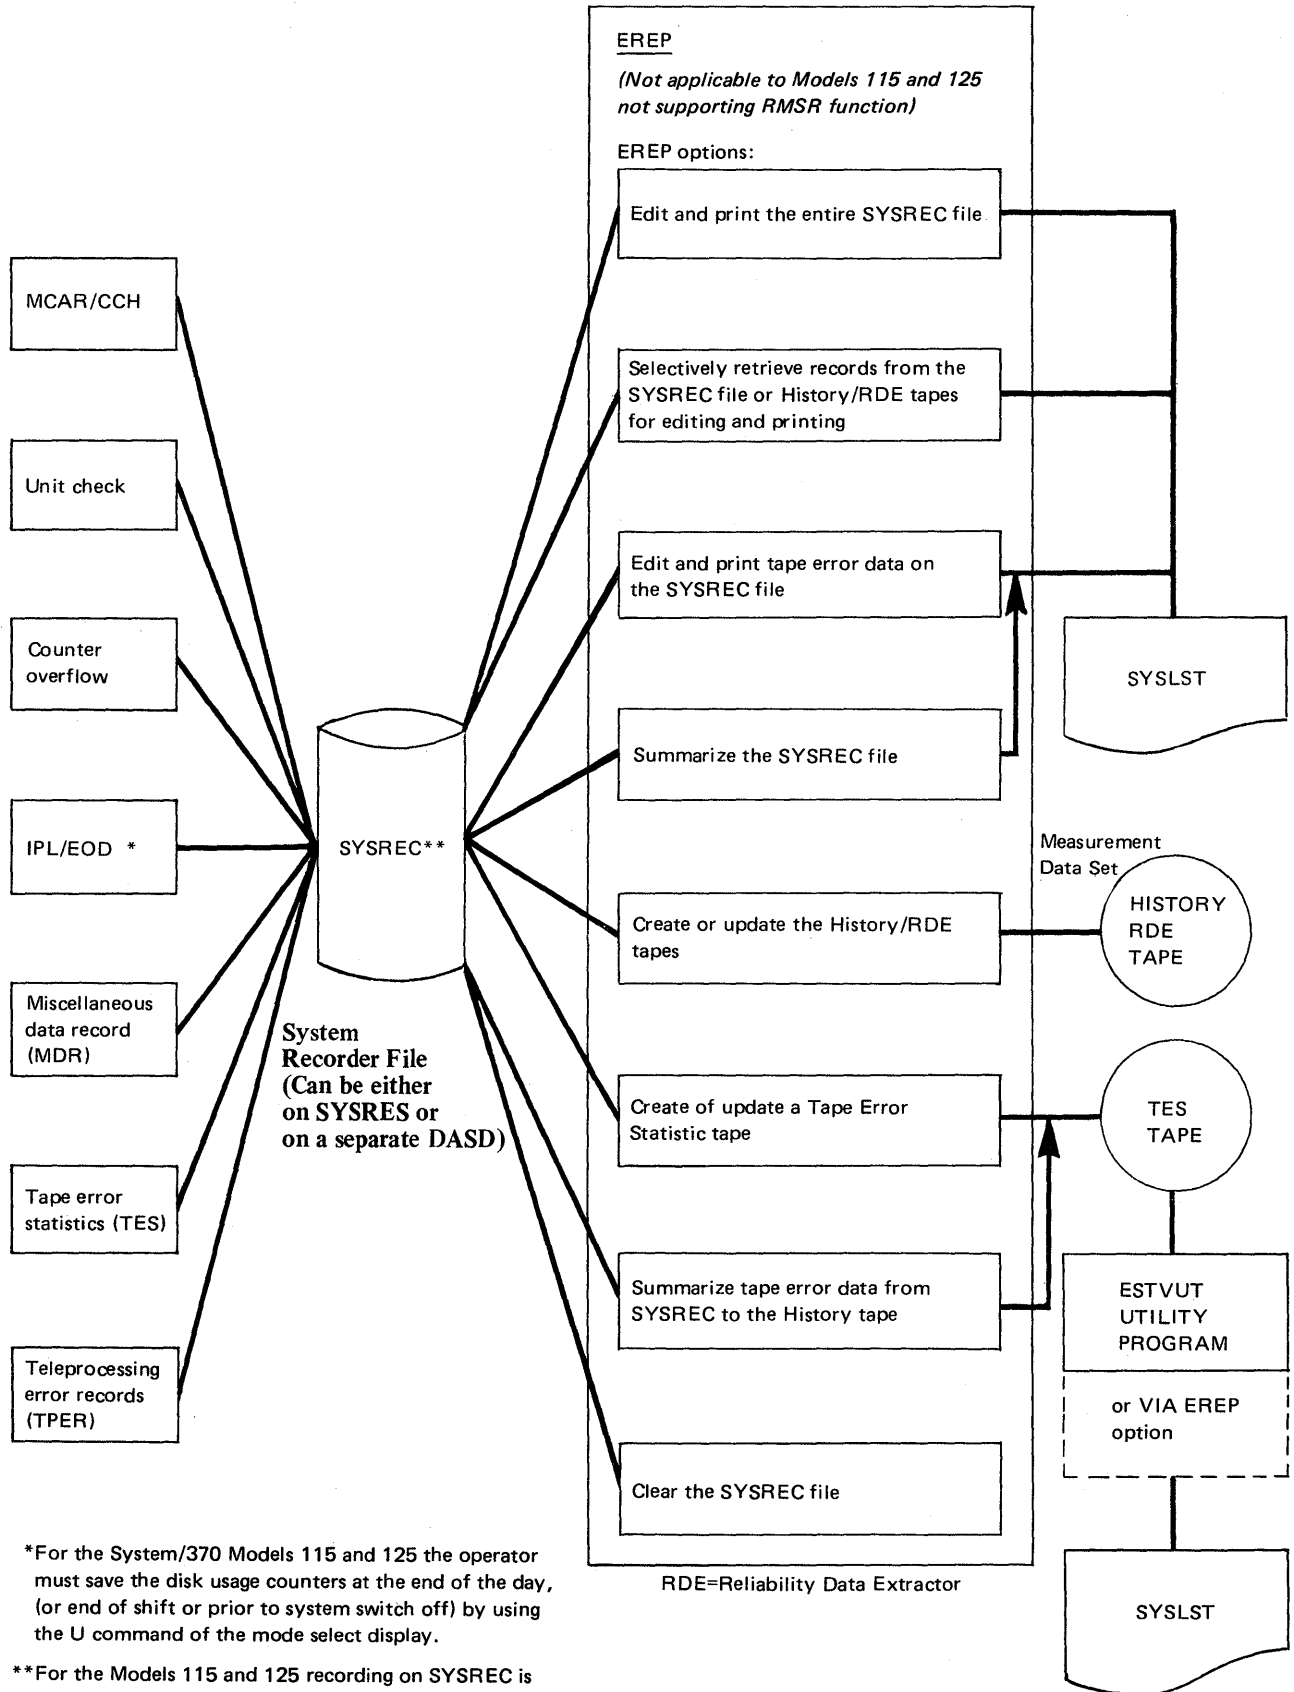 EREP
(Not applicable to Models 115 and 125
not supporting RMSR function)
EREP options:
Edit and print the entire SYSREC file
Selectively retrieve records from the
SYSREC file or History/RDE tapes
for editing and printing
Edit and print tape error data on
the SYSREC file
Summarize the SYSREC file
Create or update the History/RDE
tapes
Create of update a Tape Error
Statistic tape
Summarize tape error data from
SYSREC to the History tape
Clear the SYSREC file
RDE=Reliability Data Extractor
MCAR/CCH
Unit check
Counter
overflow
IPL/EOD *
Miscellaneous
data record
(MDR)
Tape error
statistics (TES)
Teleprocessing
error records
(TPER)
SYSREC**
System
Recorder File
(Can be either
on SYSRES or
on a separate DASD)
SYSLST
Measurement
Data Set
HISTORY
RDE
TAPE
TES
TAPE
ESTVUT
UTILITY
PROGRAM
or VIA EREP
option
SYSLST
*For the System/370 Models 115 and 125 the operator
must save the disk usage counters at the end of the day,
(or end of shift or prior to system switch off) by using
the U command of the mode select display.
**For the Models 115 and 125 recording on SYSREC is